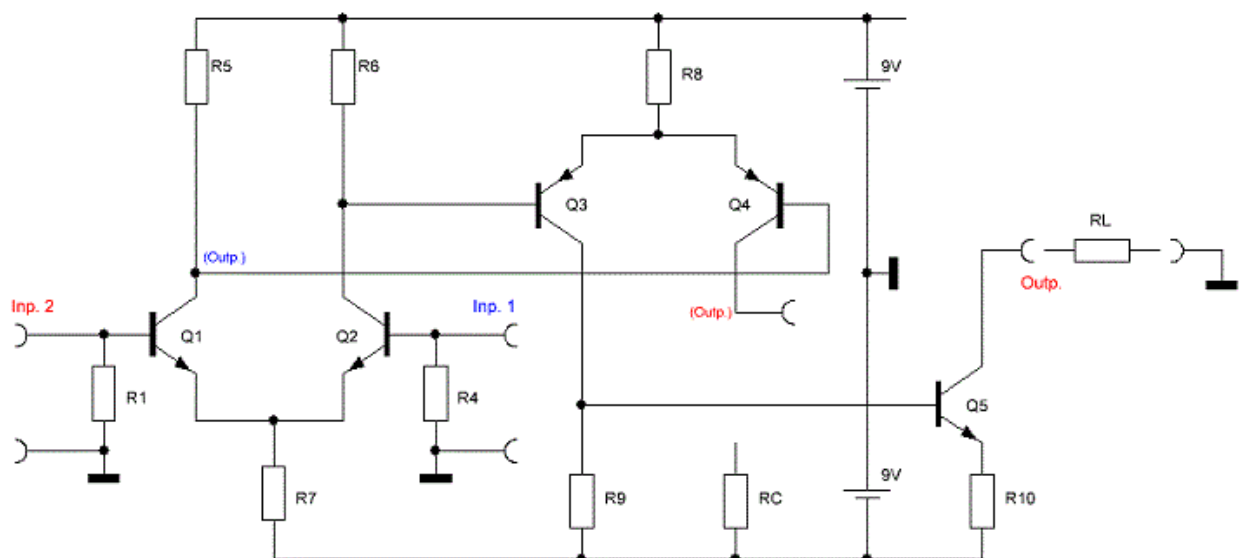 R5
R6
R8
9V
Q3
Q4
RL
(Outp.)
Outp.
Inp. 2
Inp. 1
(Outp.)
Q1
Q2
R1
R4
Q5
R7
R9
RC
9V
R10